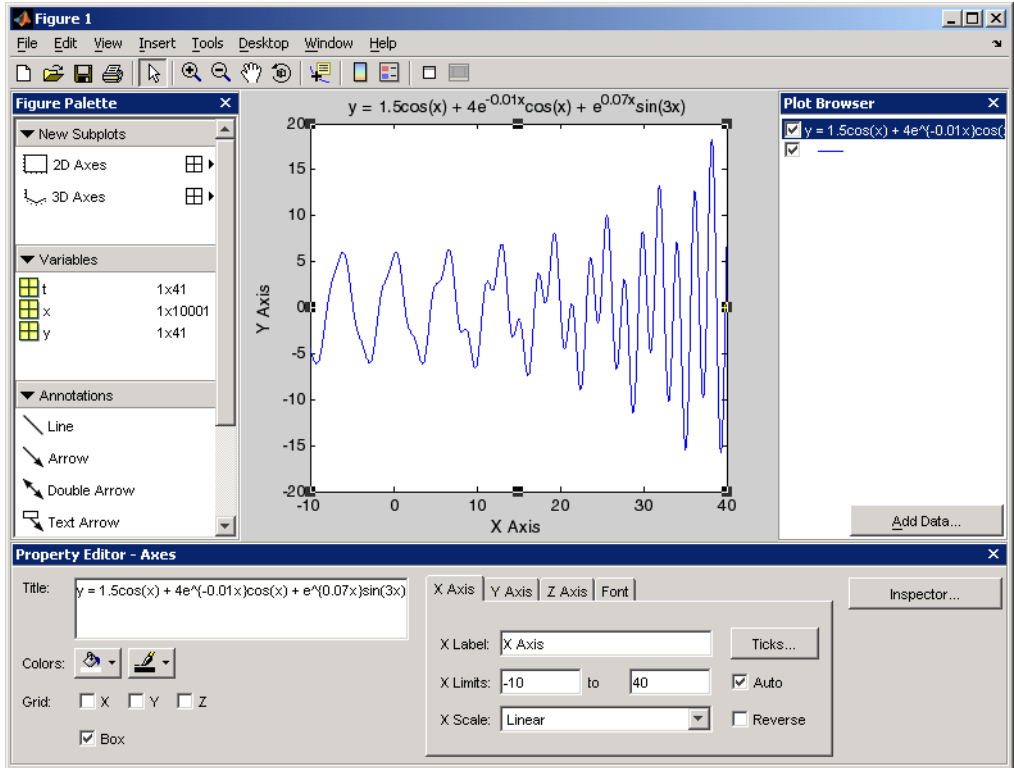 Figure 1
File Edit View Insert Tools Desktop Window Help
Figure Palette
New Subplots
2D Axes
3D Axes
Variables
t 1x41
x 1x10001
y 1x41
Annotations
Line
Arrow
Double Arrow
Text Arrow
y = 1.5cos(x) + 4e^-0.01x cos(x) + e^0.07x sin(3x)
20
15
10
5
0
-5
-10
-15
-20
Y Axis
-10 0 10 20 30 40
X Axis
Plot Browser
y = 1.5cos(x) + 4e^{-0.01x}cos(
Add Data...
Property Editor - Axes
Title: y = 1.5cos(x) + 4e^{-0.01x}cos(x) + e^{0.07x}sin(3x)
Colors:
Grid: X Y Z
Box
X Axis Y Axis Z Axis Font
X Label: X Axis Ticks...
X Limits: -10 to 40 Auto
X Scale: Linear Reverse
Inspector...